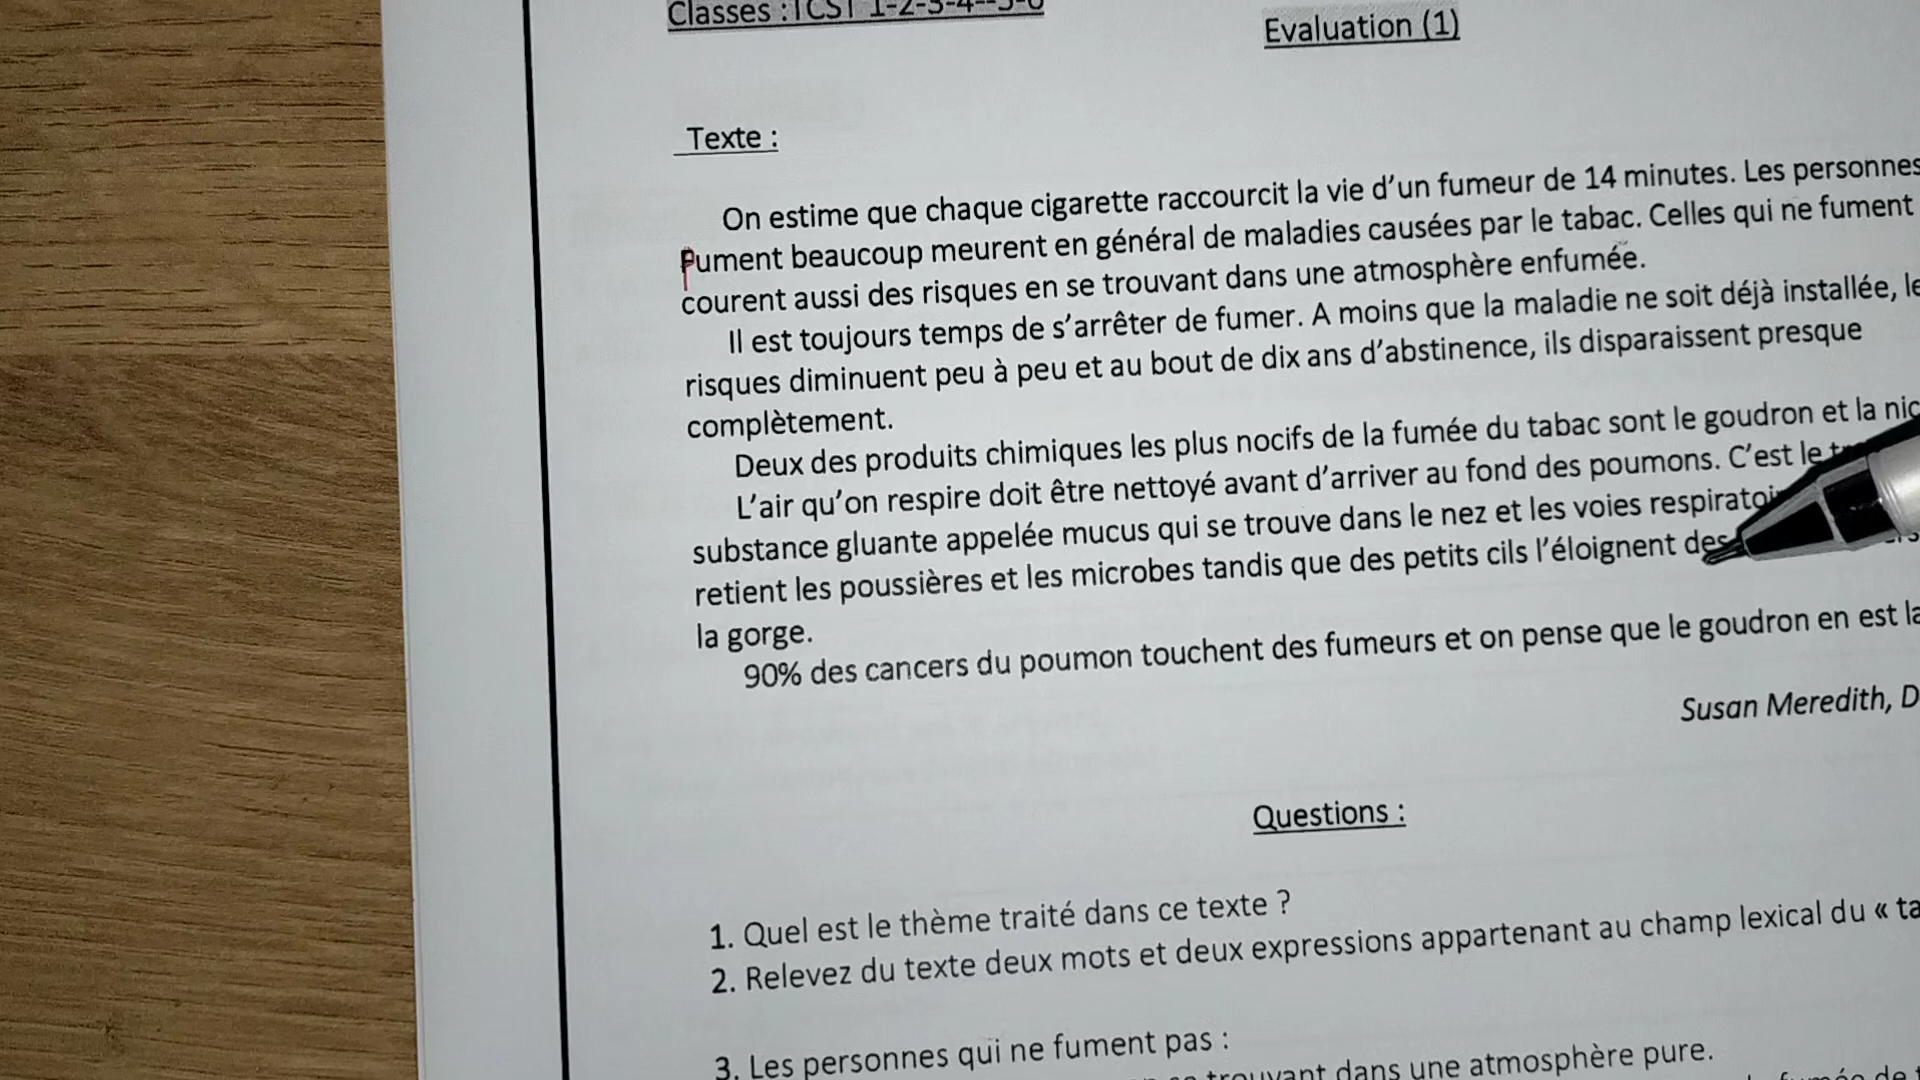 Classes : TCST 1-2-3-4--5-6
Evaluation (1)
Texte :
On estime que chaque cigarette raccourcit la vie d'un fumeur de 14 minutes. Les personnes
Fument beaucoup meurent en général de maladies causées par le tabac. Celles qui ne fument
courent aussi des risques en se trouvant dans une atmosphère enfumée.
Il est toujours temps de s'arrêter de fumer. A moins que la maladie ne soit déjà installée, le
risques diminuent peu à peu et au bout de dix ans d'abstinence, ils disparaissent presque
complètement.
Deux des produits chimiques les plus nocifs de la fumée du tabac sont le goudron et la nic
L'air qu'on respire doit être nettoyé avant d'arriver au fond des poumons. C'est le
substance gluante appelée mucus qui se trouve dans le nez et les voies respiratoi
retient les poussières et les microbes tandis que des petits cils l'éloignent des
la gorge.
90% des cancers du poumon touchent des fumeurs et on pense que le goudron en est la
Susan Meredith, D
Questions :
1. Quel est le thème traité dans ce texte ?
2. Relevez du texte deux mots et deux expressions appartenant au champ lexical du « ta
3. Les personnes qui ne fument pas :
trouvant dans une atmosphère pure.